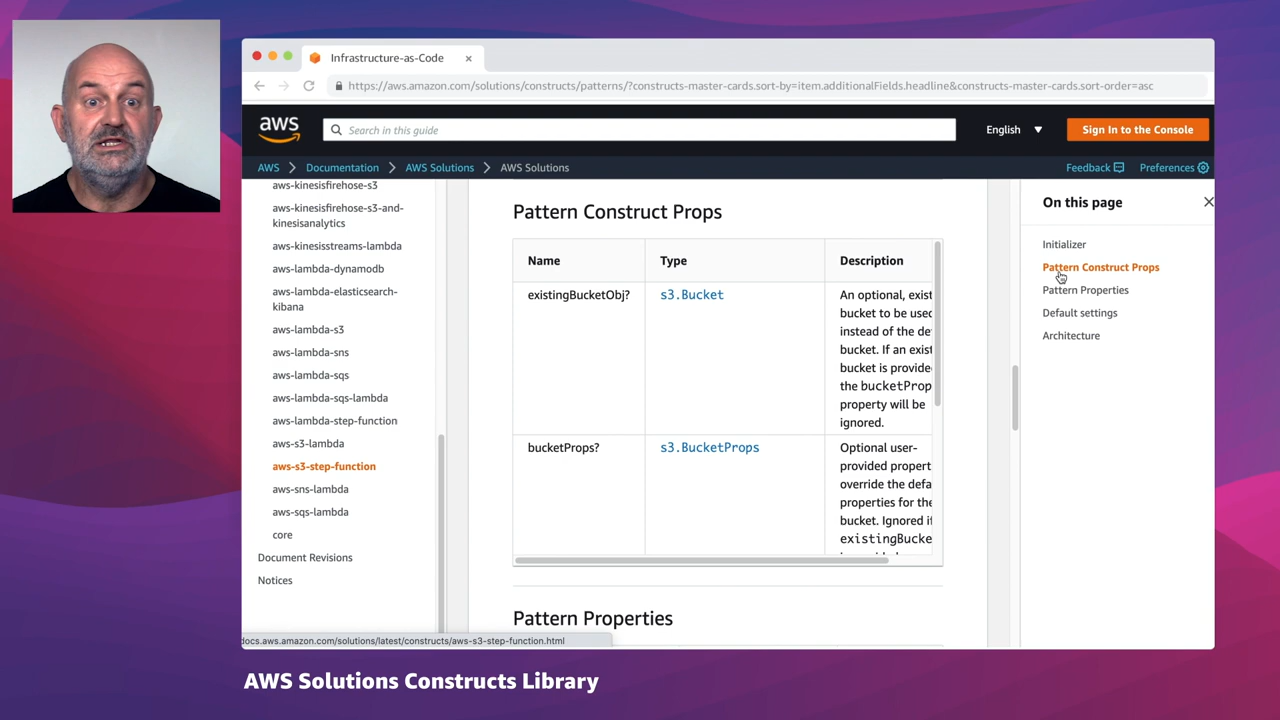 Infrastructure-as-Code
https://aws.amazon.com/solutions/constructs/patterns/?constructs-master-cards.sort-by=item.additionalFields.headline&constructs-master-cards.sort-order=asc
aws
Search in this guide
English
Sign In to the Console
AWS
Documentation
AWS Solutions
AWS Solutions
Feedback
Preferences
aws-kinesisfirehose-s3
aws-kinesisfirehose-s3-and-
kinesisanalytics
aws-kinesisstreams-lambda
aws-lambda-dynamodb
aws-lambda-elasticsearch-
kibana
aws-lambda-s3
aws-lambda-sns
aws-lambda-sqs
aws-lambda-sqs-lambda
aws-lambda-step-function
aws-s3-lambda
aws-s3-step-function
aws-sns-lambda
aws-sqs-lambda
core
Document Revisions
Notices
docs.aws.amazon.com/solutions/latest/constructs/aws-s3-step-function.html
Pattern Construct Props
Name Type Description
existingBucketObj? s3.Bucket An optional, exist
bucket to be used
instead of the de
bucket. If an exist
bucket is provide
the bucketProp
property will be
ignored.
bucketProps? s3.BucketProps Optional user-
provided propert
override the defa
properties for the
bucket. Ignored if
existingBucke
Pattern Properties
On this page
Initializer
Pattern Construct Props
Pattern Properties
Default settings
Architecture
AWS Solutions Constructs Library